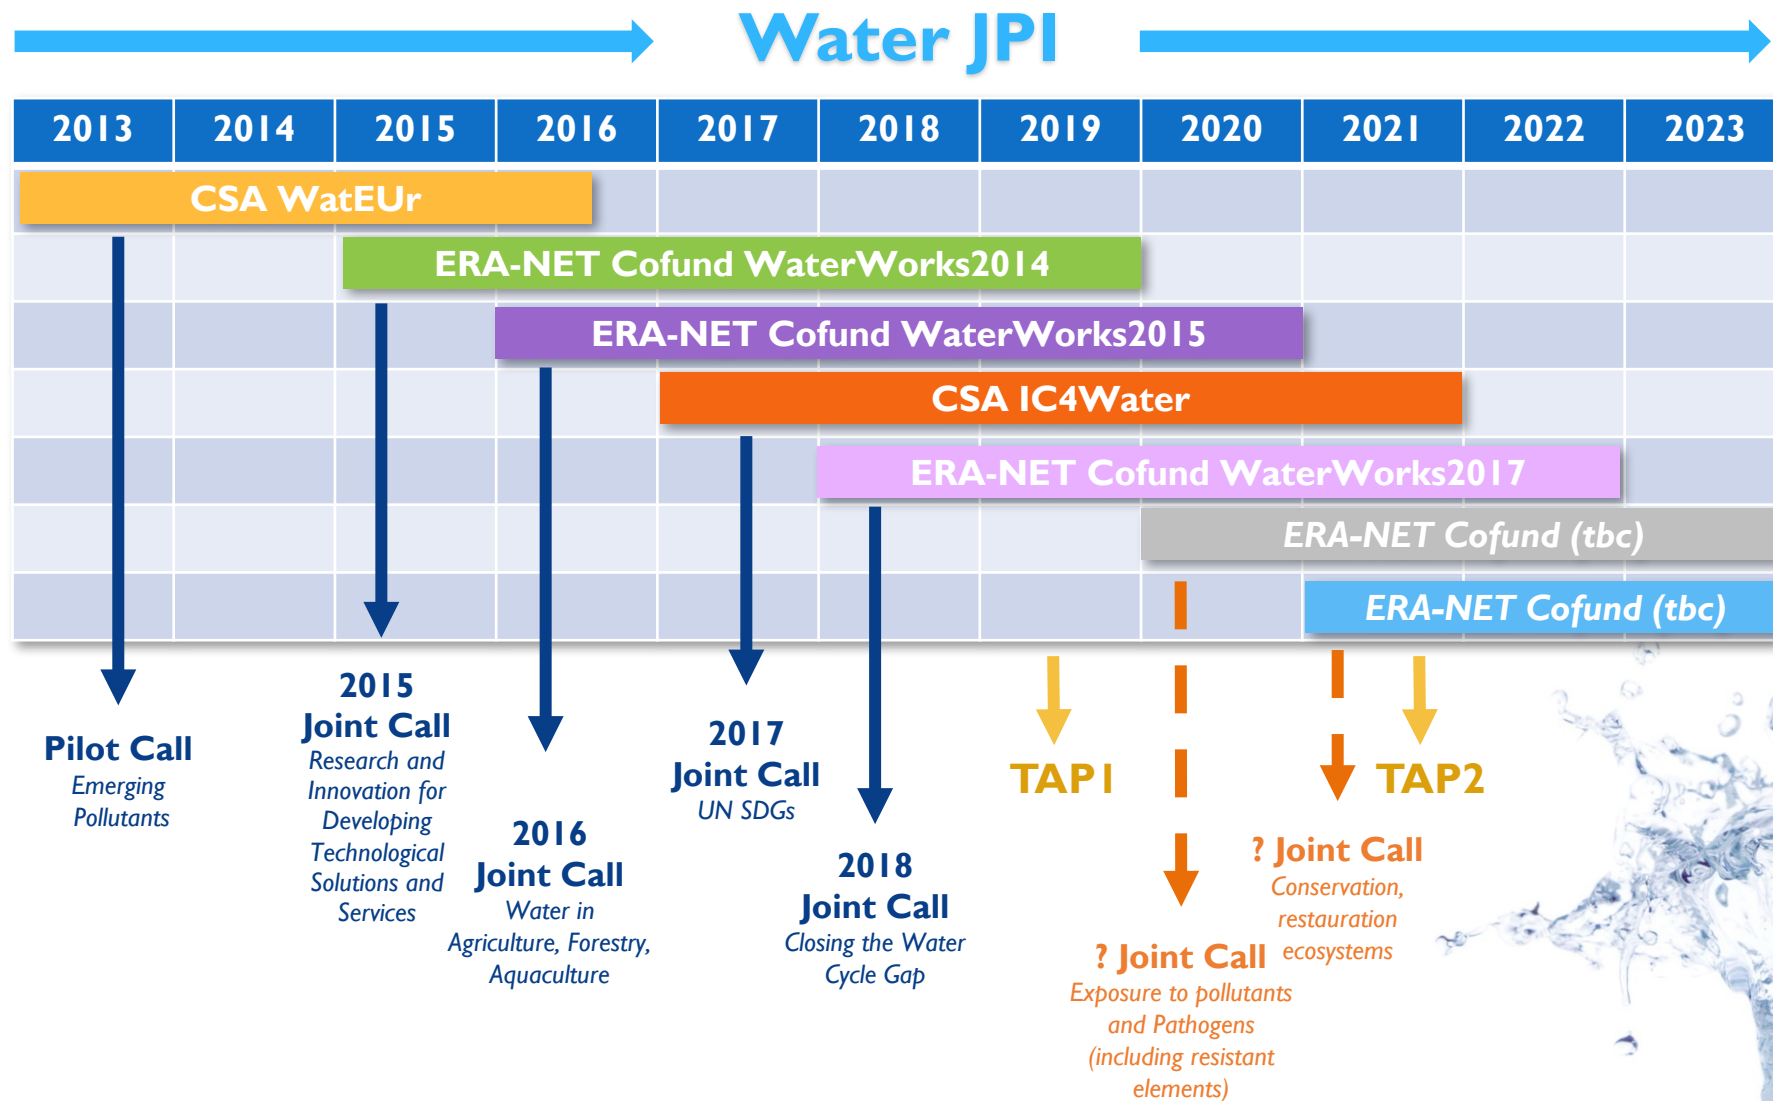 Water JPI
2013 2014 2015 2016 2017 2018 2019 2020 2021 2022 2023
CSA WatEUr
ERA-NET Cofund WaterWorks2014
ERA-NET Cofund WaterWorks2015
CSA IC4Water
ERA-NET Cofund WaterWorks2017
ERA-NET Cofund (tbc)
ERA-NET Cofund (tbc)
Pilot Call
Emerging
Pollutants
2015
Joint Call
Research and
Innovation for
Developing
Technological
Solutions and
Services
2016
Joint Call
Water in
Agriculture, Forestry,
Aquaculture
2017
Joint Call
UN SDGs
2018
Joint Call
Closing the Water
Cycle Gap
TAP1
? Joint Call
Exposure to pollutants
and Pathogens
(including resistant
elements)
? Joint Call
Conservation,
restauration
ecosystems
TAP2